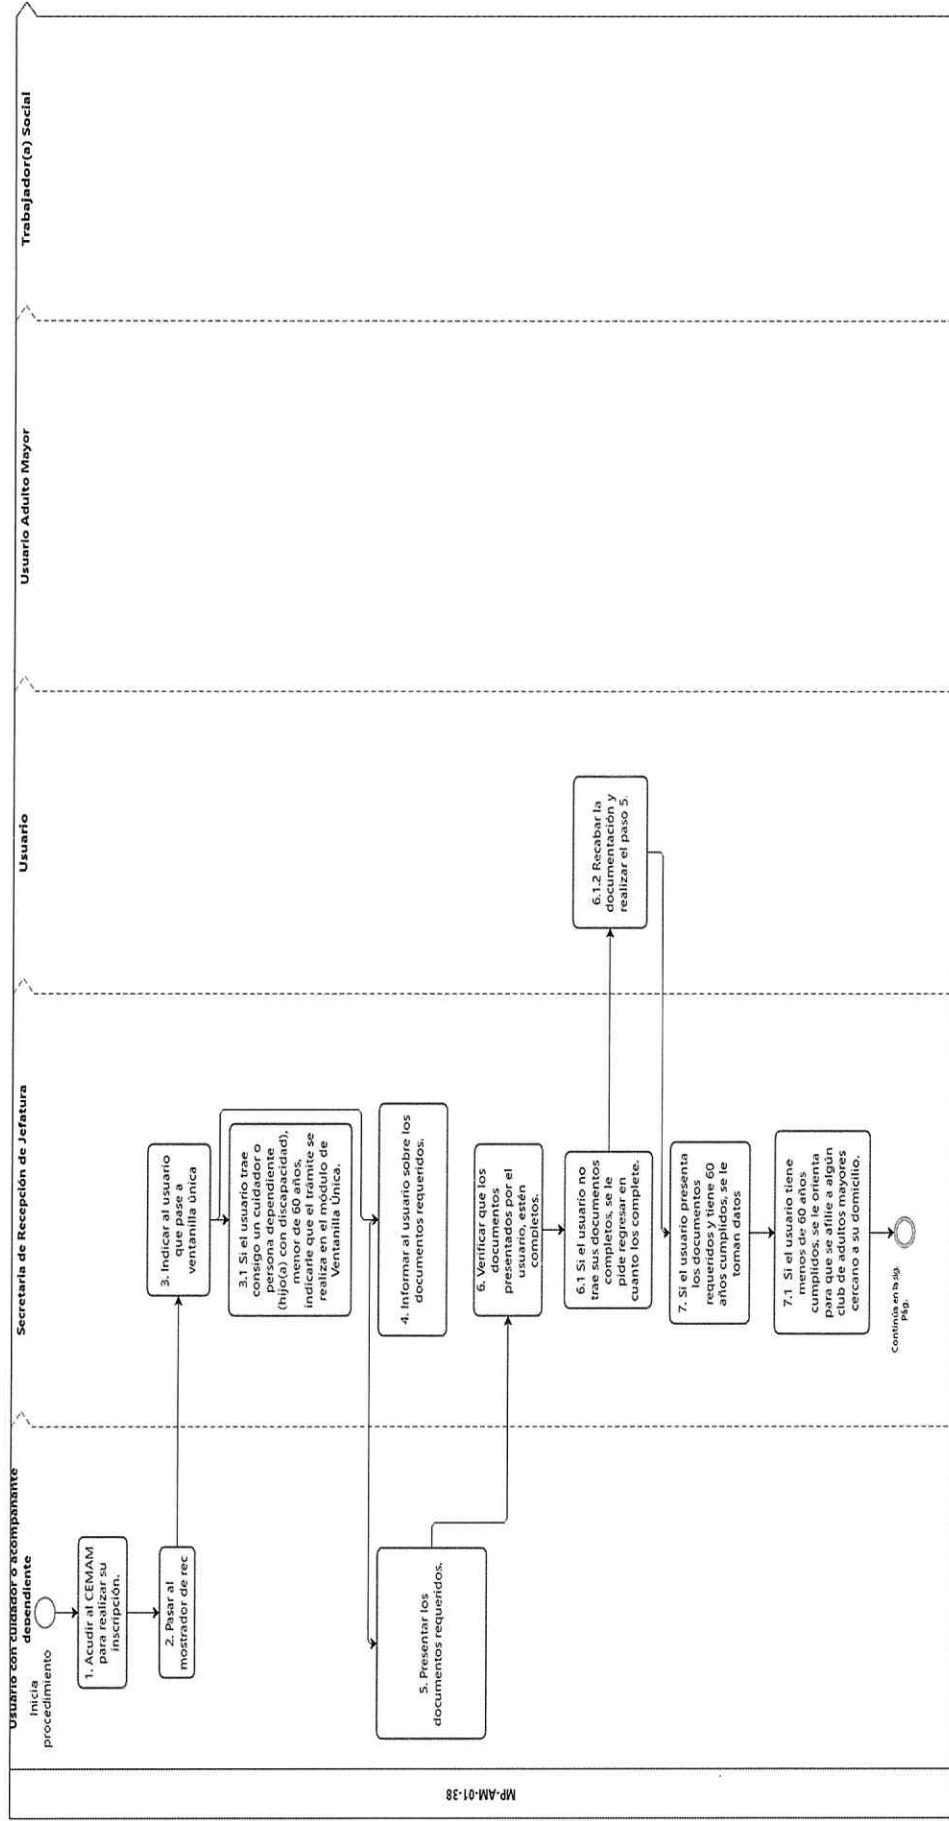 MP-AM-01-38
Usuario con cuidador o acompañante
dependiente
Secretaria de Recepción de Jefatura
Usuario
Usuario Adulto Mayor
Trabajador(a) Social
Inicia
procedimiento
1. Acudir al CEMAM
para realizar su
inscripción.
2. Pasar al
mostrador de rec
3. Indicar al usuario
que pase a
ventanilla única
3.1 Si el usuario trae
consigo un cuidador o
persona dependiente
(hijo(a) con discapacidad),
menor de 60 años,
indicarle que el trámite se
realiza en el módulo de
Ventanilla Única.
4. Informar al usuario sobre los
documentos requeridos.
5. Presentar los
documentos requeridos.
6. Verificar que los
documentos
presentados por el
usuario, estén
completos.
6.1 Si el usuario no
trae sus documentos
completos, se le
pide regresar en
cuanto los complete.
6.1.2 Recabar la
documentación y
realizar el paso 5.
7. Si el usuario presenta
los documentos
requeridos y tiene 60
años cumplidos, se le
toman datos
7.1 Si el usuario tiene
menos de 60 años
cumplidos, se le orienta
para que se afilie a algún
club de adultos mayores
cercano a su domicilio.
Continúa en la sig.
Pág.